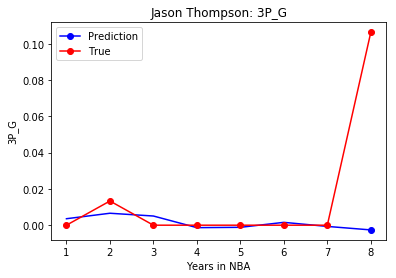 Jason Thompson: 3P_G
Prediction
True
3P_G
0.10
0.08
0.06
0.04
0.02
0.00
1 2 3 4 5 6 7 8
Years in NBA